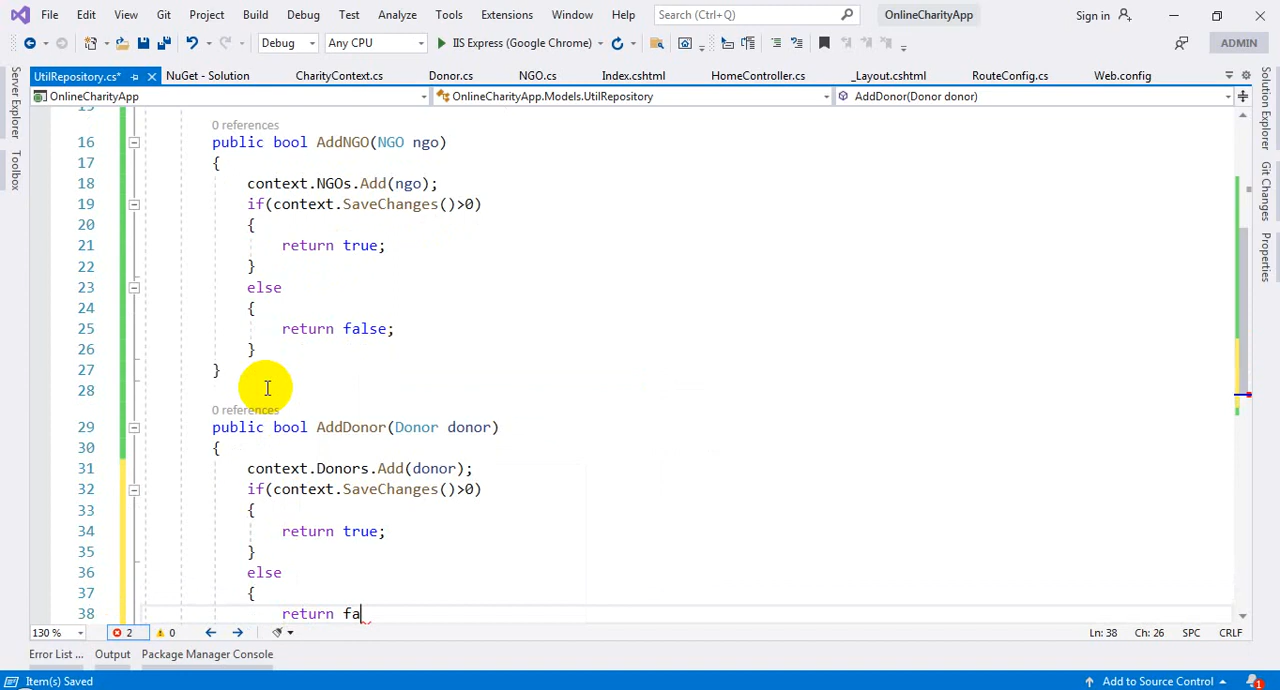 File Edit View Git Project Build Debug Test Analyze Tools Extensions Window Help Search (Ctrl+Q) OnlineCharityApp Sign in
Debug Any CPU IIS Express (Google Chrome) ADMIN
UtilRepository.cs* NuGet - Solution CharityContext.cs Donor.cs NGO.cs Index.cshtml HomeController.cs _Layout.cshtml RouteConfig.cs Web.config
OnlineCharityApp OnlineCharityApp.Models.UtilRepository AddDonor(Donor donor)
Server Explorer
Toolbox
Solution Explorer
Git Changes
Properties
15
0 references
16 public bool AddNGO(NGO ngo)
17 {
18 context.NGOs.Add(ngo);
19 if(context.SaveChanges()>0)
20 {
21 return true;
22 }
23 else
24 {
25 return false;
26 }
27 }
28
0 references
29 public bool AddDonor(Donor donor)
30 {
31 context.Donors.Add(donor);
32 if(context.SaveChanges()>0)
33 {
34 return true;
35 }
36 else
37 {
38 return fa
130 % 2 0 Ln: 38 Ch: 26 SPC CRLF
Error List ... Output Package Manager Console
Item(s) Saved Add to Source Control 1